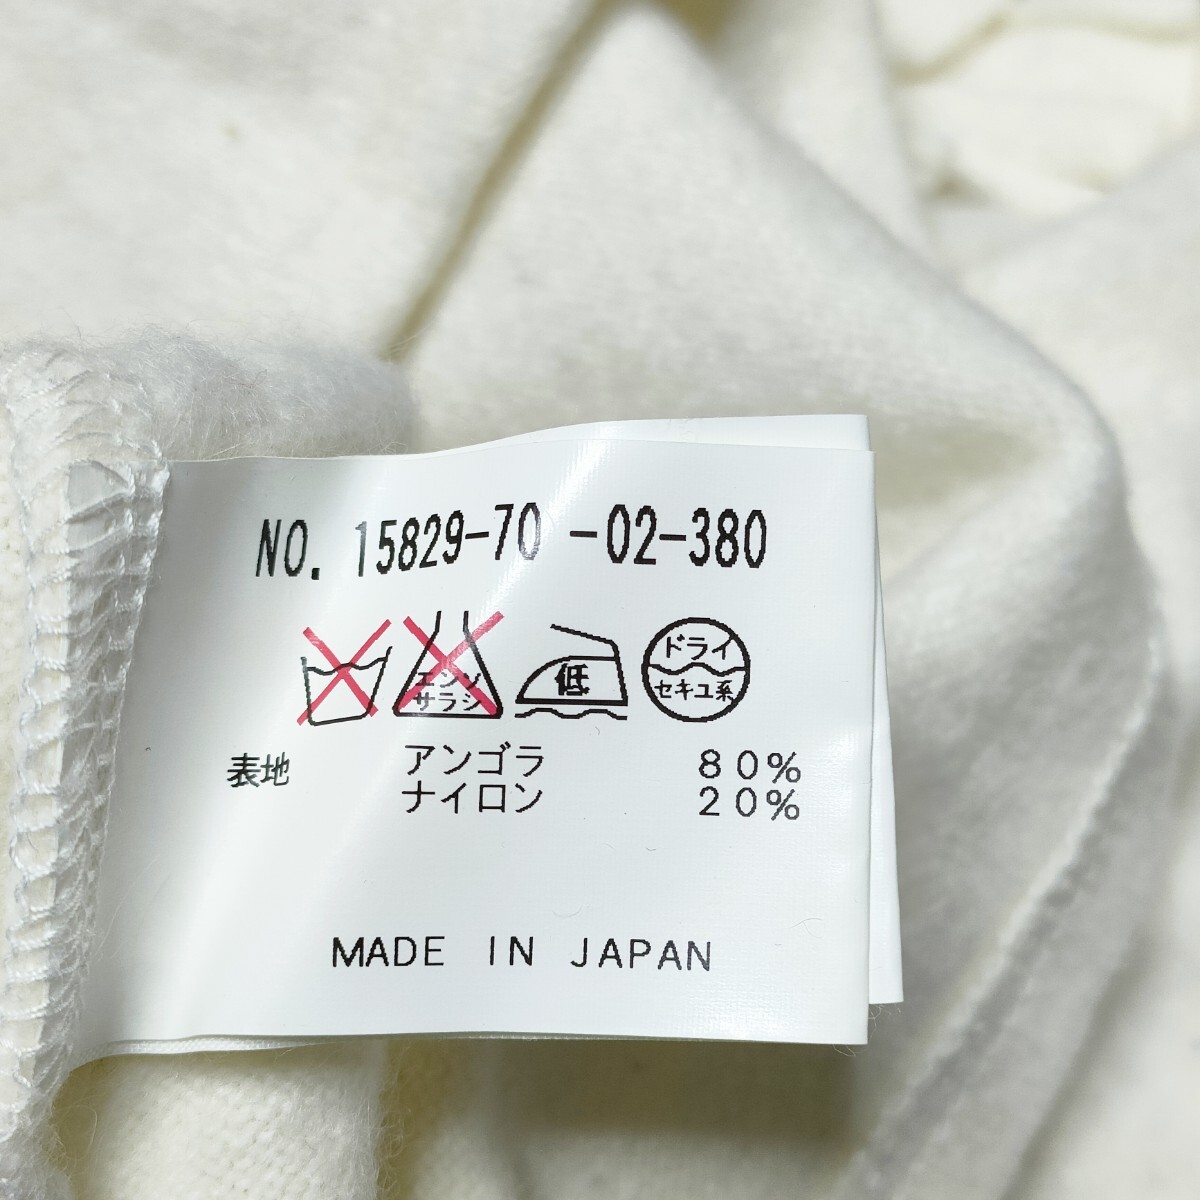 NO. 15829-70 -02-380
エンソ サラシ
低
ドライ
セキユ系
表地 アンゴラ 80%
ナイロン 20%
MADE IN JAPAN